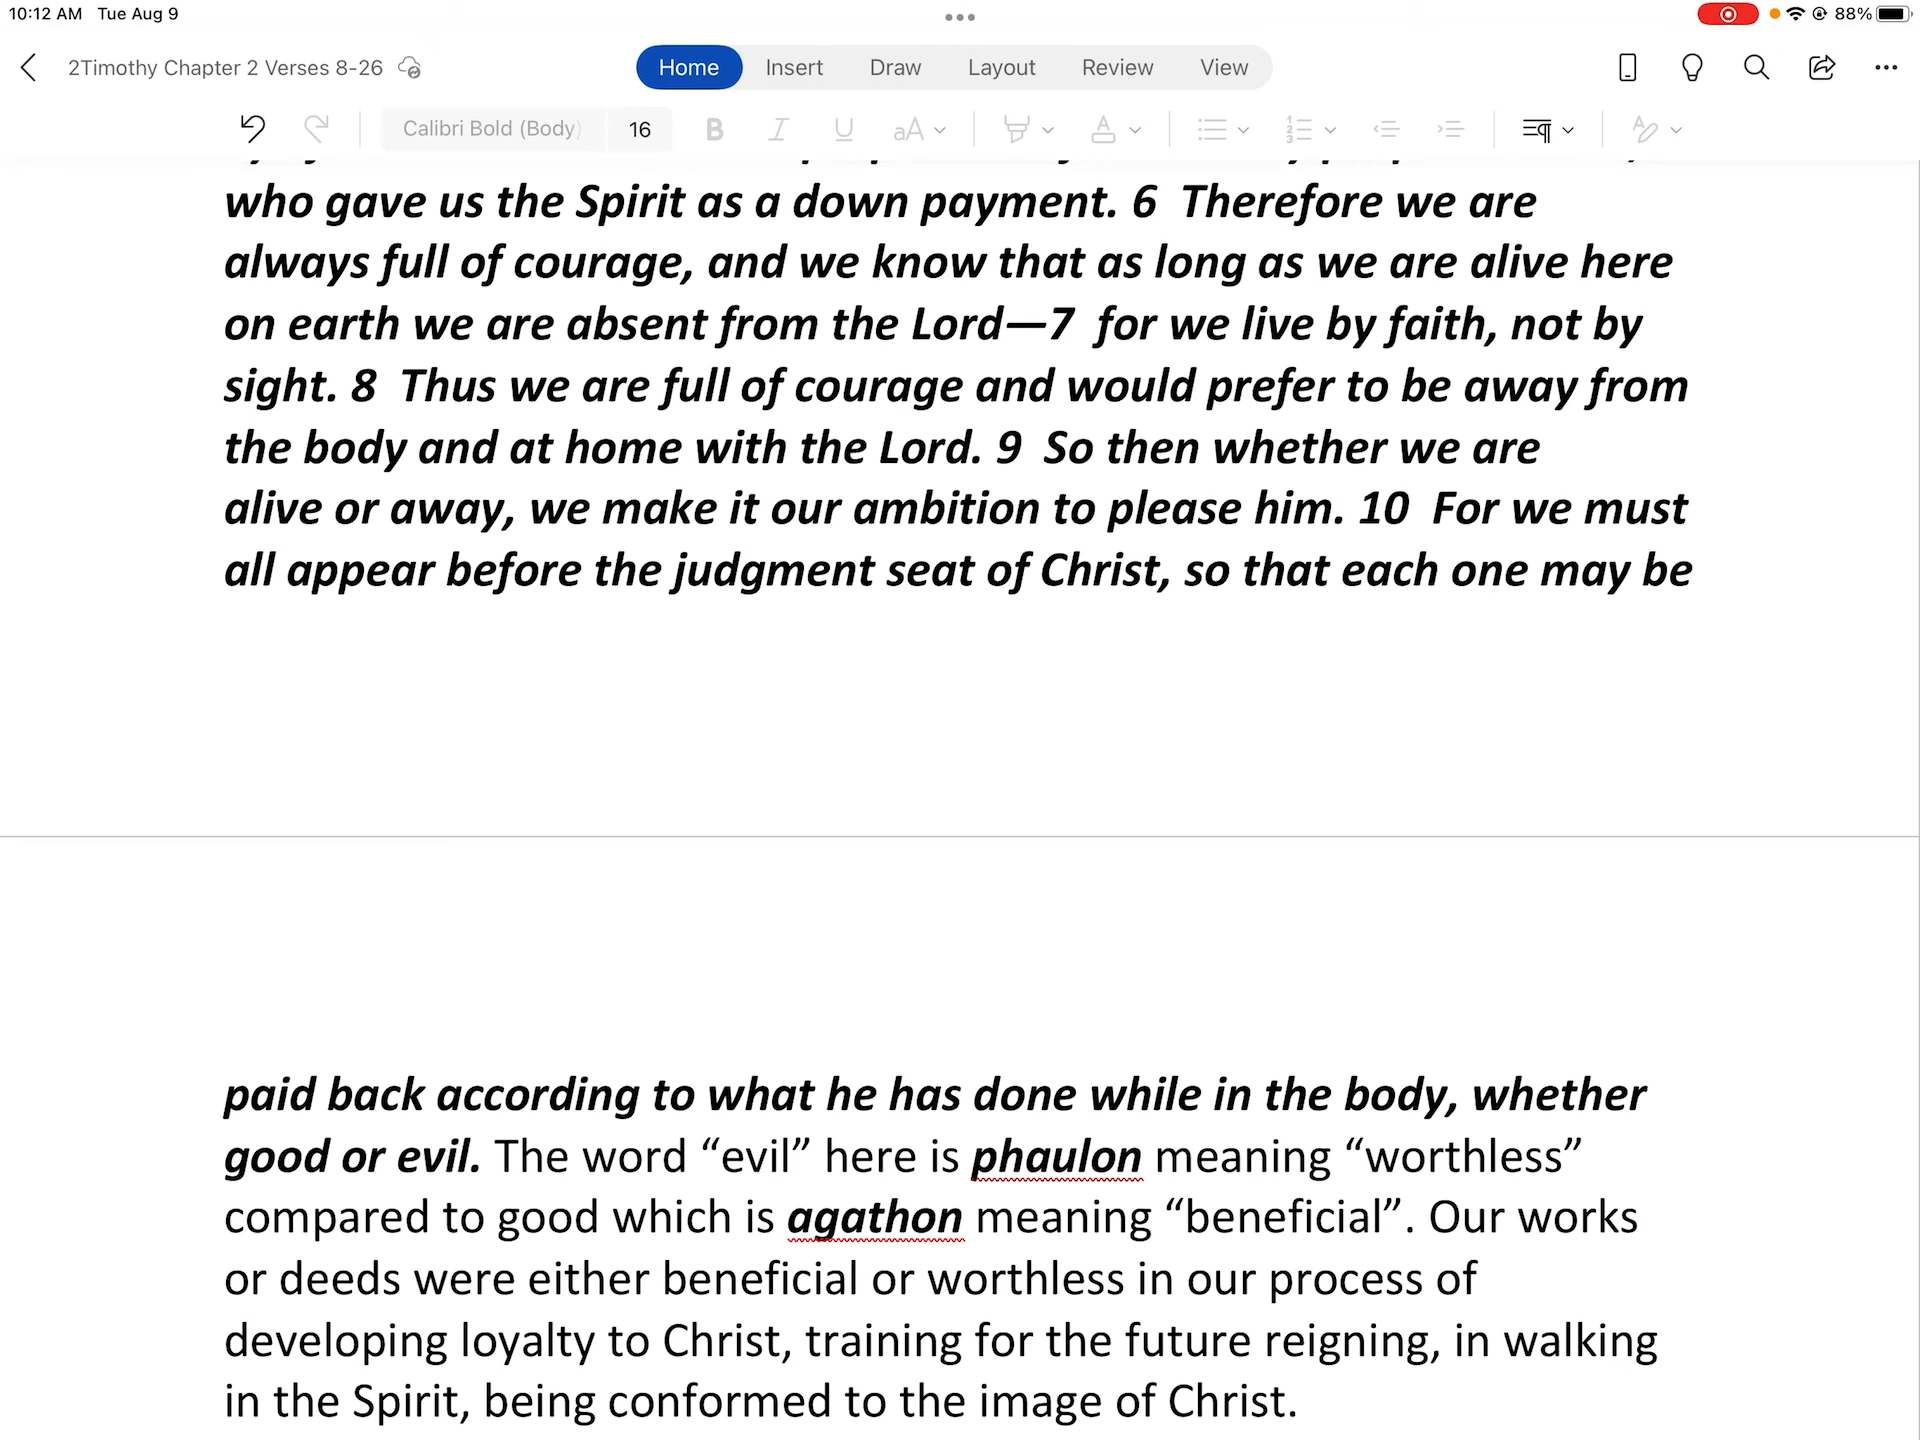 10:12 AM Tue Aug 9
88%
2Timothy Chapter 2 Verses 8-26
Home Insert Draw Layout Review View
Calibri Bold (Body) 16 B I U aA A
who gave us the Spirit as a down payment. 6 Therefore we are
always full of courage, and we know that as long as we are alive here
on earth we are absent from the Lord—7 for we live by faith, not by
sight. 8 Thus we are full of courage and would prefer to be away from
the body and at home with the Lord. 9 So then whether we are
alive or away, we make it our ambition to please him. 10 For we must
all appear before the judgment seat of Christ, so that each one may be
paid back according to what he has done while in the body, whether
good or evil. The word “evil” here is phaulon meaning “worthless”
compared to good which is agathon meaning “beneficial”. Our works
or deeds were either beneficial or worthless in our process of
developing loyalty to Christ, training for the future reigning, in walking
in the Spirit, being conformed to the image of Christ.